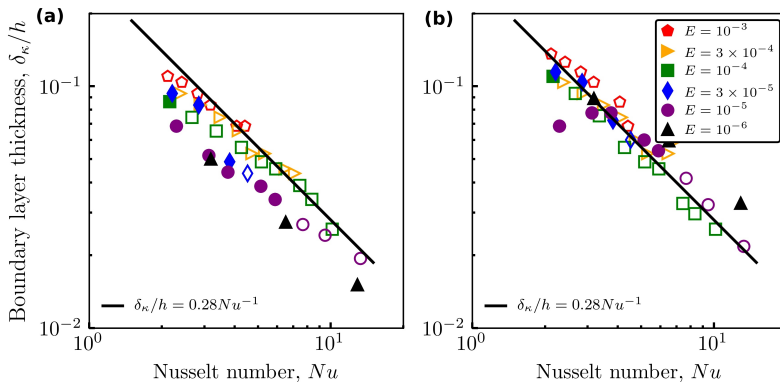 (a)
(b)
Boundary layer thickness, δκ/h
10⁻¹
10⁻²
10⁰
10¹
Nusselt number, Nu
δκ/h = 0.28Nu⁻¹
E = 10⁻³
E = 3 × 10⁻⁴
E = 10⁻⁴
E = 3 × 10⁻⁵
E = 10⁻⁵
E = 10⁻⁶
10⁻¹
10⁻²
10⁰
10¹
Nusselt number, Nu
δκ/h = 0.28Nu⁻¹